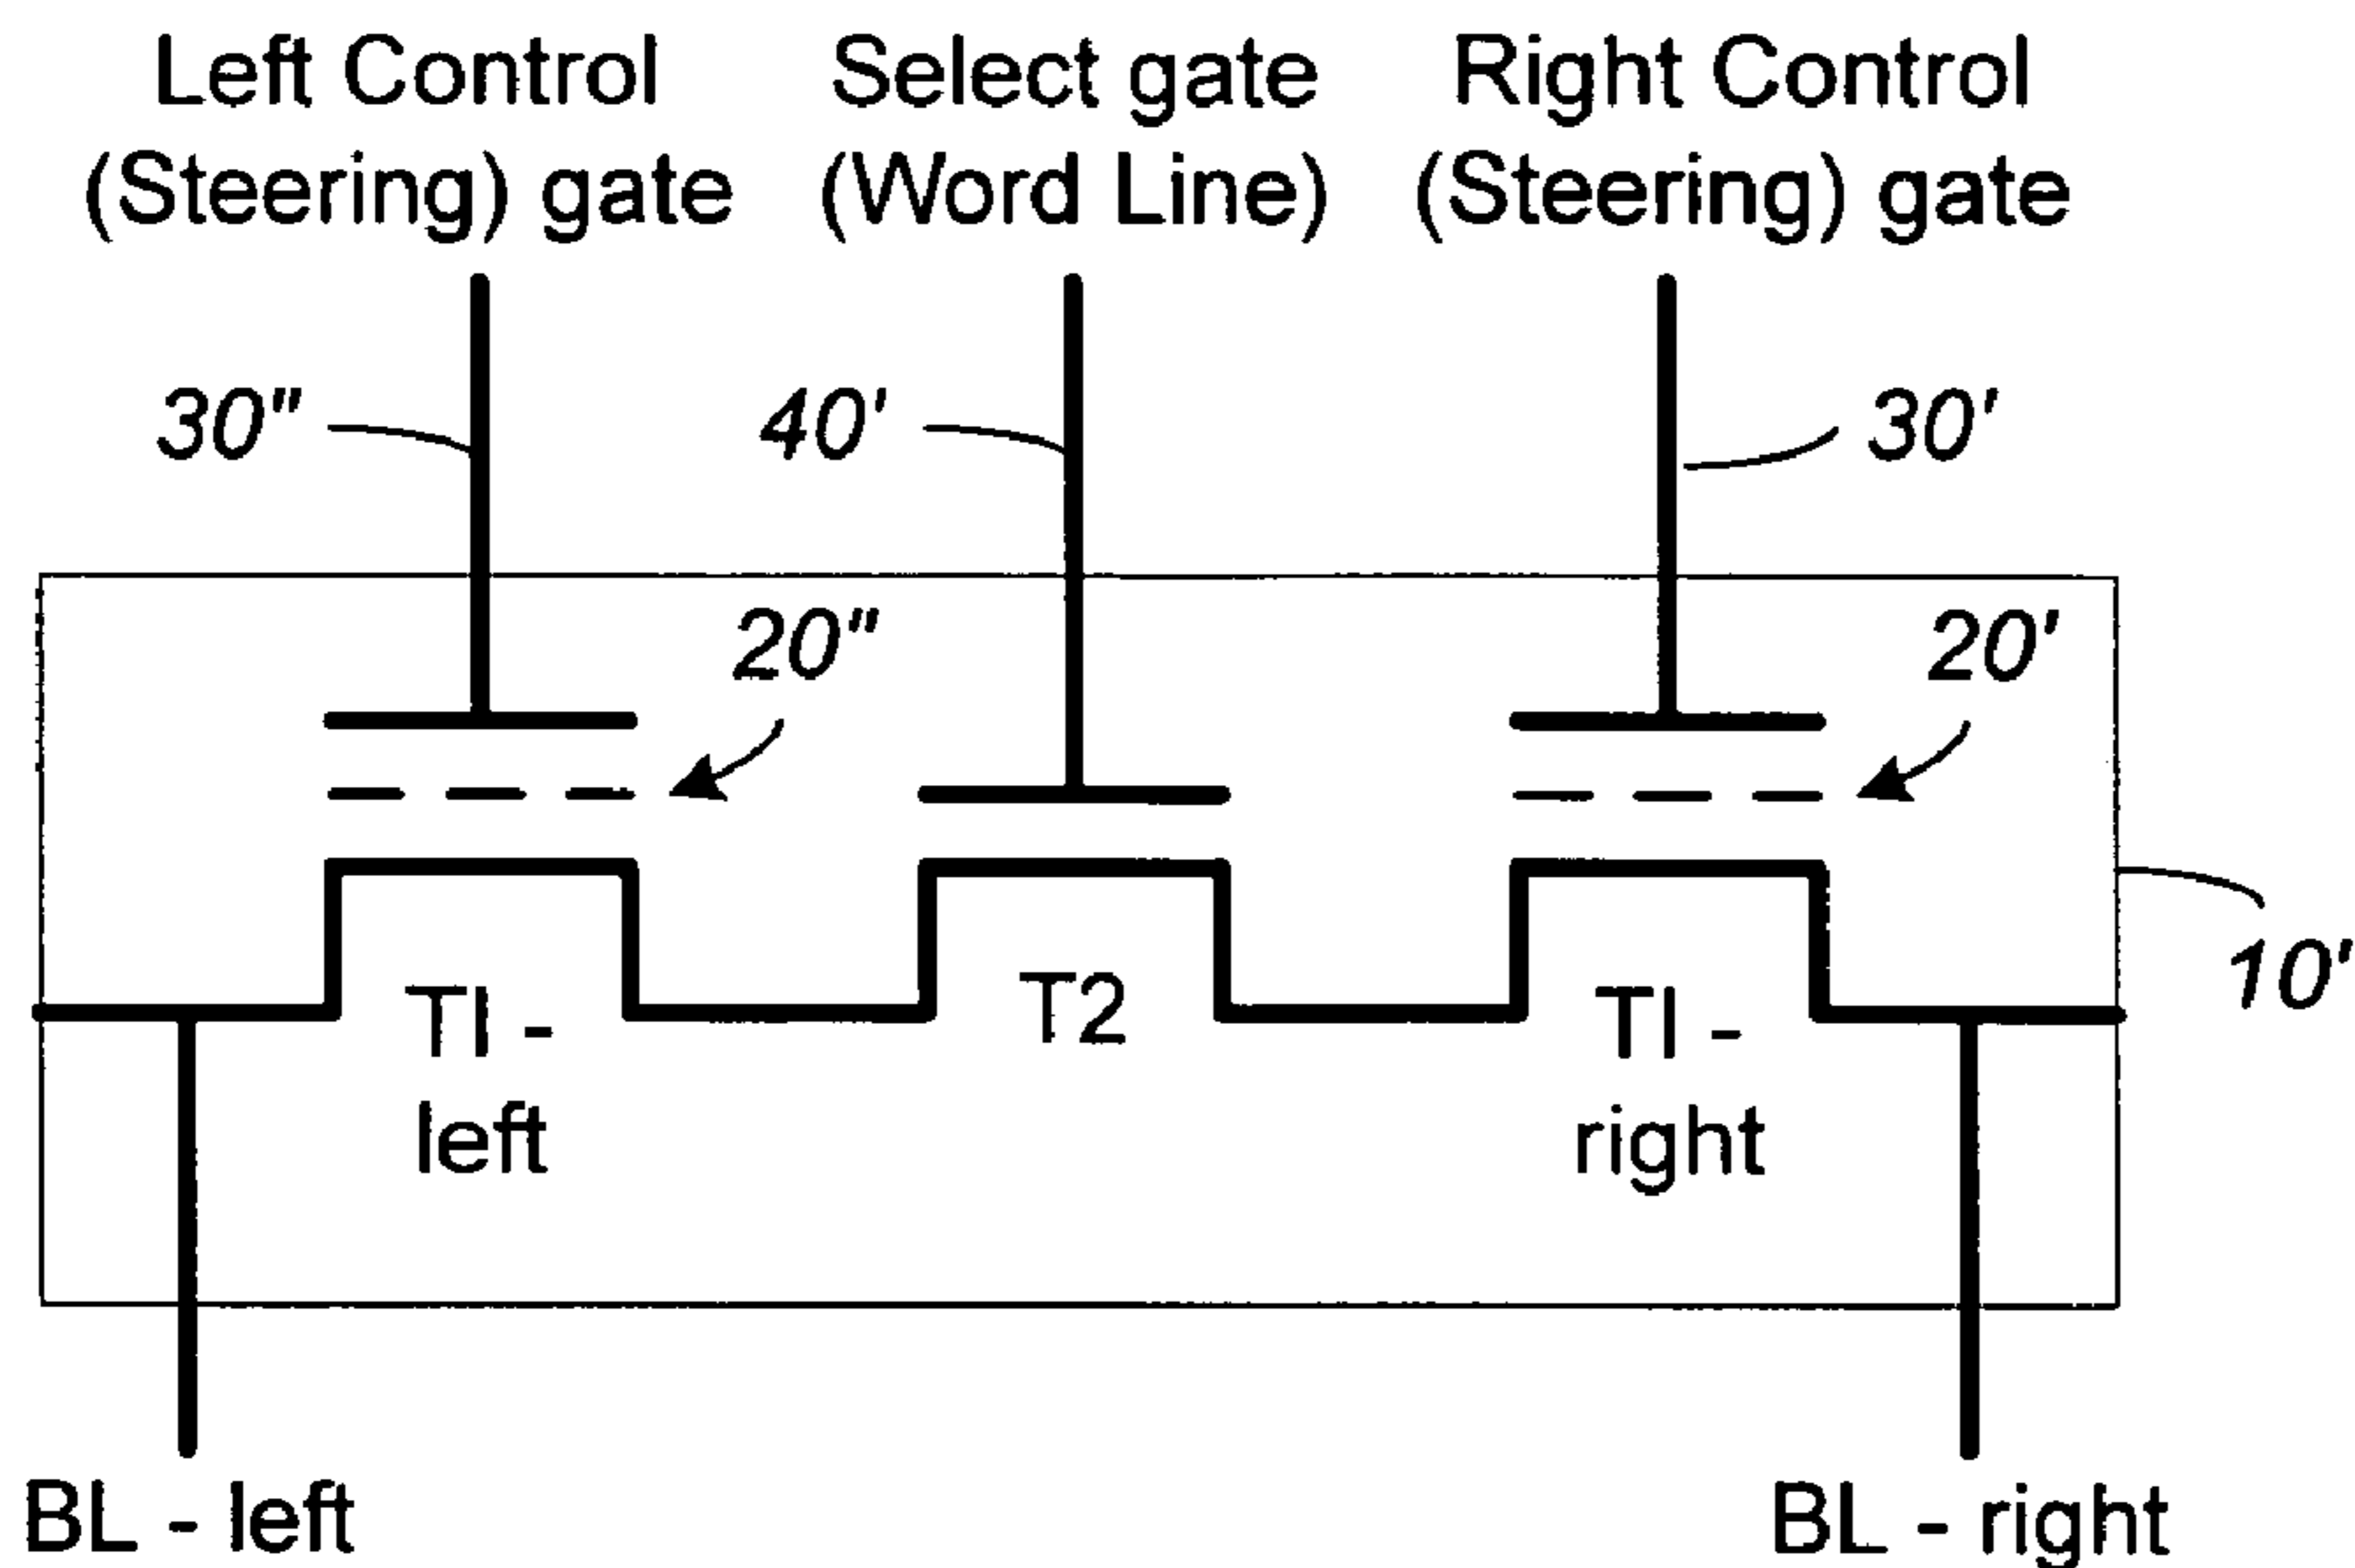 Left Control Select gate Right Control
(Steering) gate (Word Line) (Steering) gate
30" 40' 30'
20" 20'
10'
TI - T2 TI -
left right
BL - left BL - right